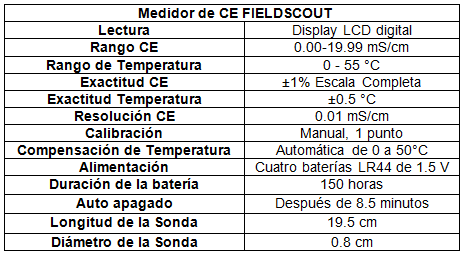 Medidor de CE FIELDSCOUT
Lectura Display LCD digital
Rango CE 0.00-19.99 mS/cm
Rango de Temperatura 0 - 55 °C
Exactitud CE ±1% Escala Completa
Exactitud Temperatura ±0.5 °C
Resolución CE 0.01 mS/cm
Calibración Manual, 1 punto
Compensación de Temperatura Automática de 0 a 50°C
Alimentación Cuatro baterías LR44 de 1.5 V
Duración de la batería 150 horas
Auto apagado Después de 8.5 minutos
Longitud de la Sonda 19.5 cm
Diámetro de la Sonda 0.8 cm